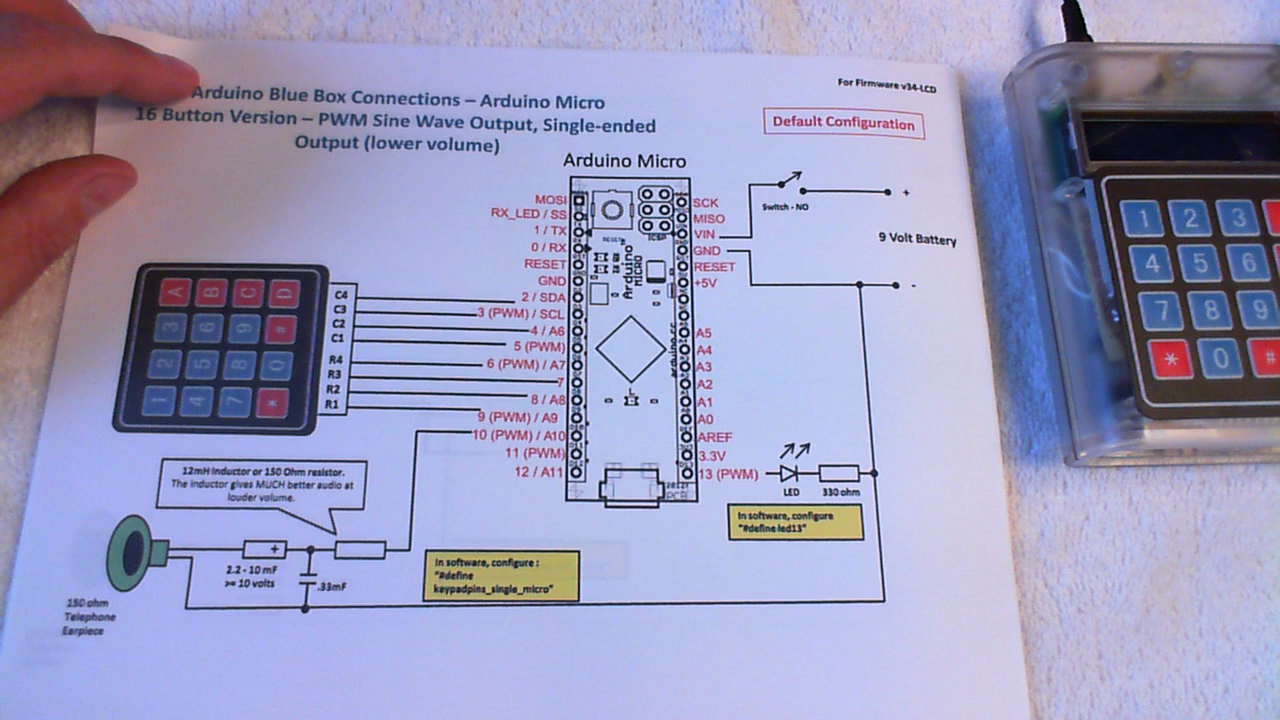 For Firmware v34-LCD
Arduino Blue Box Connections – Arduino Micro
16 Button Version – PWM Sine Wave Output, Single-ended
Output (lower volume)
Default Configuration
Arduino Micro
MOSI
RX_LED / SS
1 / TX
0 / RX
RESET
GND
2 / SDA
3 (PWM) / SCL
4 / A6
5 (PWM)
6 (PWM) / A7
7
8 / A8
9 (PWM) / A9
10 (PWM) / A10
11 (PWM)
12 / A11
SCK
MISO
VIN
GND
RESET
+5V
A5
A4
A3
A2
A1
A0
AREF
3.3V
13 (PWM)
ICSP
Arduino
MICRO
arduino.cc
L
Switch - NO
+
9 Volt Battery
-
A B C D
3 6 9 #
2 5 8 0
1 4 7 *
C4
C3
C2
C1
R4
R3
R2
R1
12mH Inductor or 150 Ohm resistor.
The Inductor gives MUCH better audio at
louder volume.
+
2.2 - 10 mF
>= 10 volts
.33mF
150 ohm
Telephone
Earpiece
In software, configure :
"#define
keypadpins_single_micro"
LED
330 ohm
In software, configure
"#define led13"
1 2 3
4 5 6
7 8 9
* 0 #